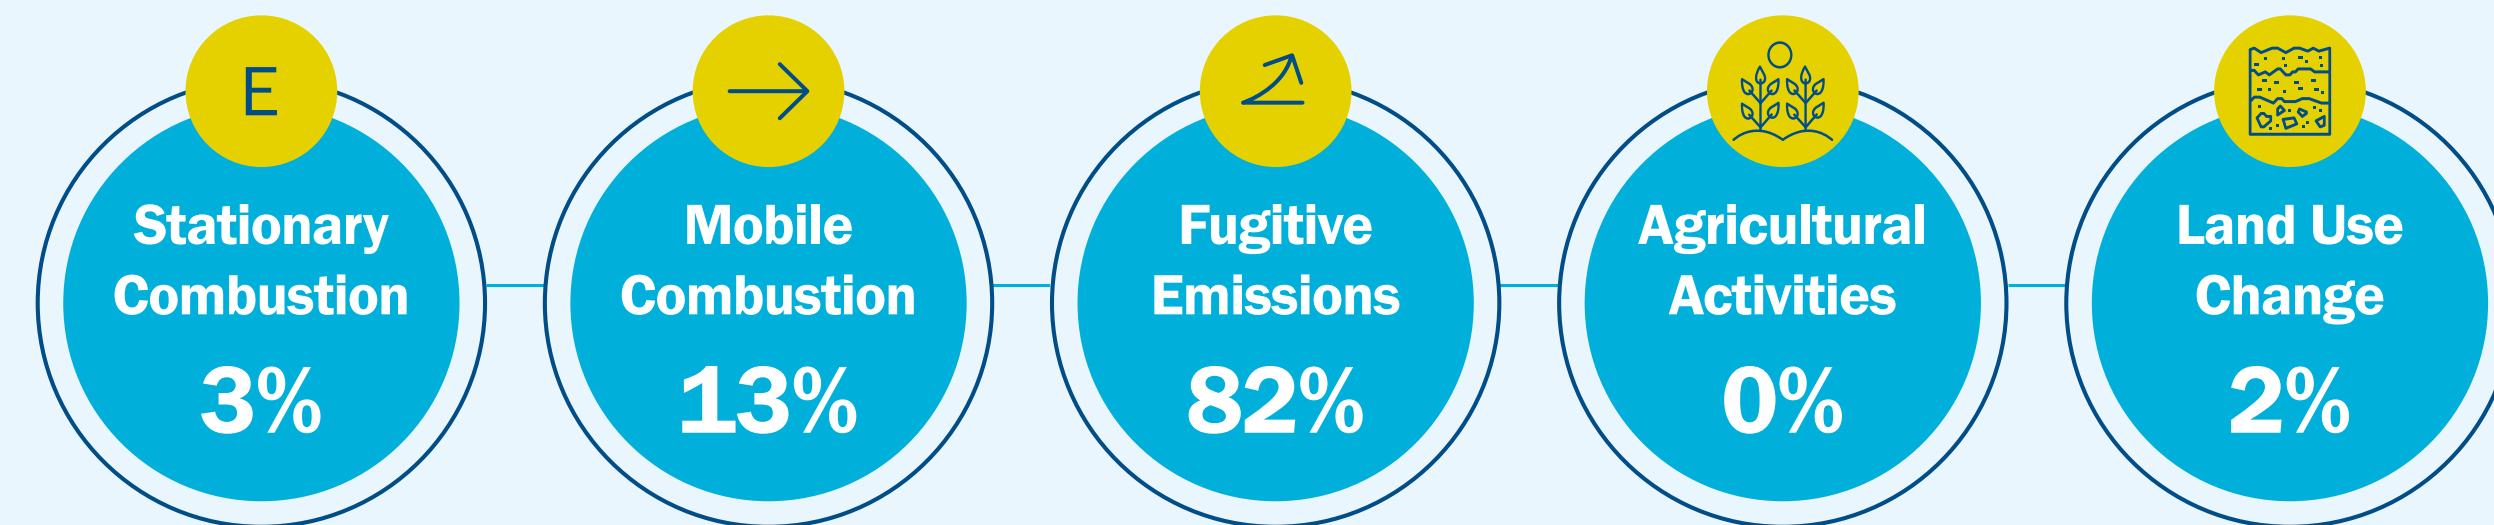 E
Stationary
Combustion
3%
Mobile
Combustion
13%
Fugitive
Emissions
82%
Agricultural
Activities
0%
Land Use
Change
2%